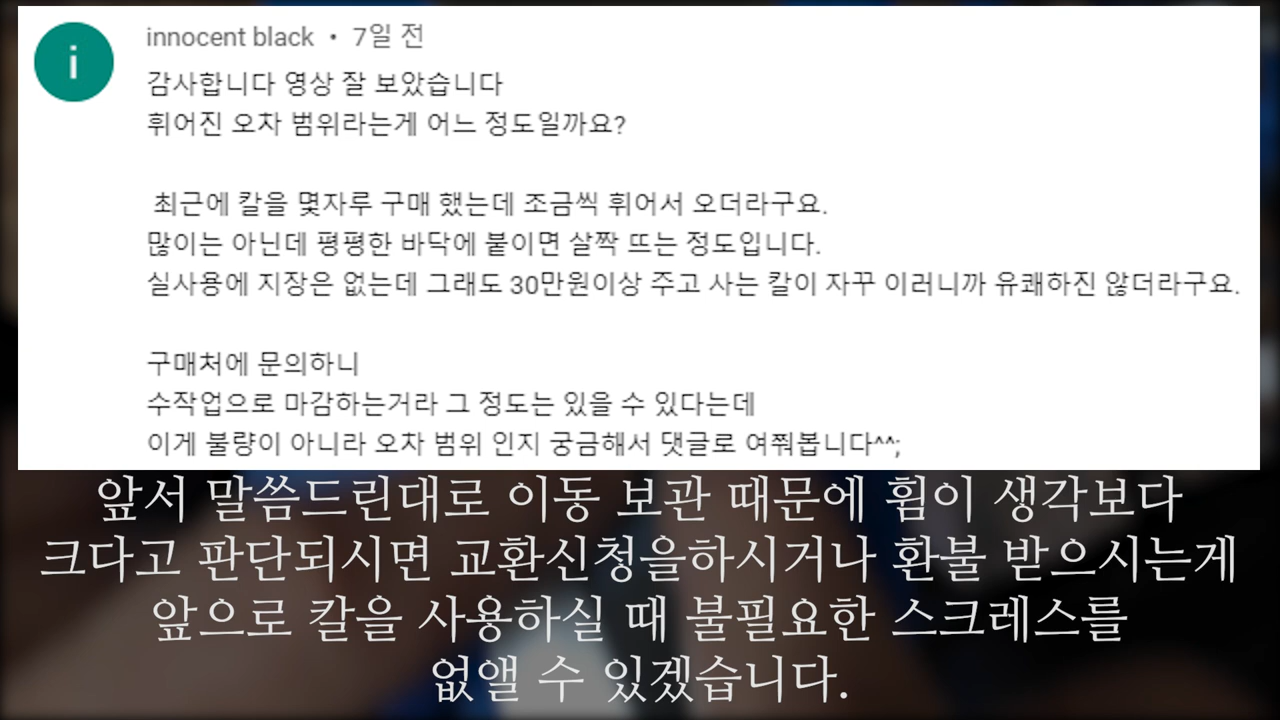 i
innocent black • 7일 전
감사합니다 영상 잘 보았습니다
휘어진 오차 범위라는게 어느 정도일까요?
최근에 칼을 몇자루 구매 했는데 조금씩 휘어서 오더라구요.
많이는 아닌데 평평한 바닥에 붙이면 살짝 뜨는 정도입니다.
실사용에 지장은 없는데 그래도 30만원이상 주고 사는 칼이 자꾸 이러니까 유쾌하진 않더라구요.
구매처에 문의하니
수작업으로 마감하는거라 그 정도는 있을 수 있다는데
이게 불량이 아니라 오차 범위 인지 궁금해서 댓글로 여쭤봅니다^^;
앞서 말씀드린대로 이동 보관 때문에 휨이 생각보다
크다고 판단되시면 교환신청을하시거나 환불 받으시는게
앞으로 칼을 사용하실 때 불필요한 스크레스를
없앨 수 있겠습니다.